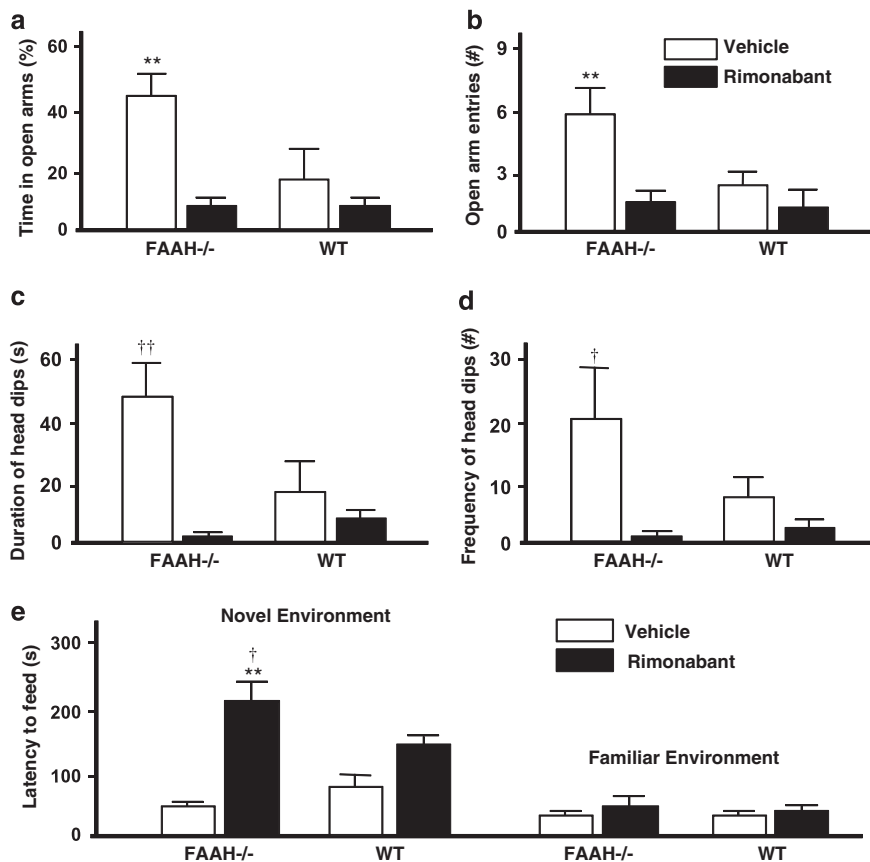 a
Time in open arms (%)
60
40
20
0
**
FAAH-/-
WT
b
Open arm entries (#)
9
6
3
0
**
Vehicle
Rimonabant
FAAH-/-
WT
c
Duration of head dips (s)
60
40
20
0
††
FAAH-/-
WT
d
Frequency of head dips (#)
30
20
10
0
†
FAAH-/-
WT
e
Novel Environment
Latency to feed (s)
300
200
100
0
†
**
Vehicle
Rimonabant
Familiar Environment
FAAH-/-
WT
FAAH-/-
WT